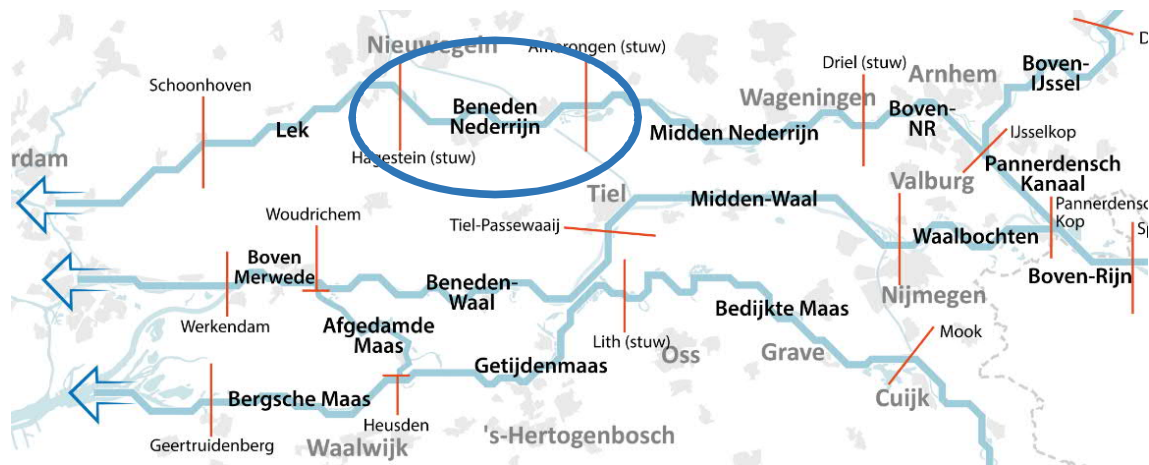 Nieuwegein
Amerongen (stuw)
D
Schoonhoven
Driel (stuw)
Arnhem
Boven-
IJssel
Beneden
Nederrijn
Wageningen
Boven-
NR
Lek
Midden Nederrijn
IJsselkop
rdam
Hagestein (stuw)
Pannerdensch
Kanaal
Tiel
Valburg
Midden-Waal
Woudrichem
Pannerdensc
Kop
Tiel-Passewaaij
Waalbochten
Sp
Boven
Merwede
Boven-Rijn
Beneden-
Waal
Nijmegen
Bedijkte Maas
Werkendam
Afgedamde
Maas
Mook
Lith (stuw)
Oss
Grave
Getijdenmaas
Bergsche Maas
Cuijk
Heusden
's-Hertogenbosch
Geertruidenberg
Waalwijk